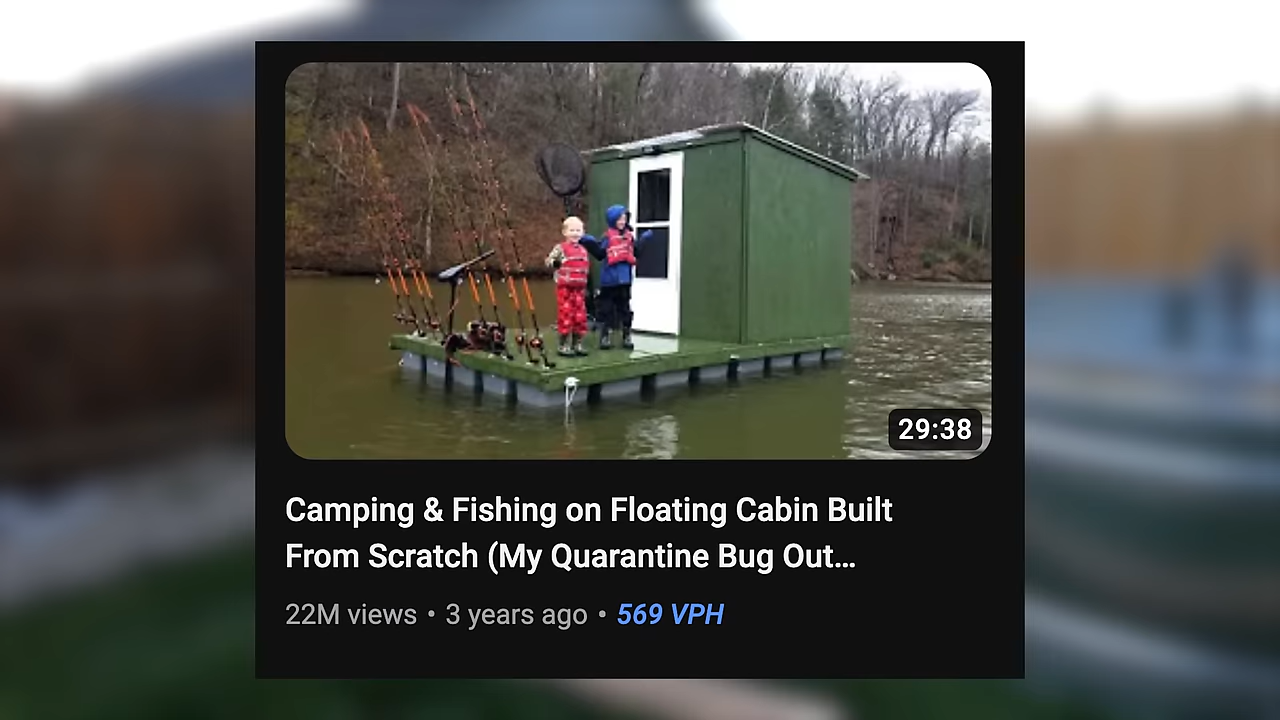 29:38
Camping & Fishing on Floating Cabin Built
From Scratch (My Quarantine Bug Out...
22M views • 3 years ago • 569 VPH